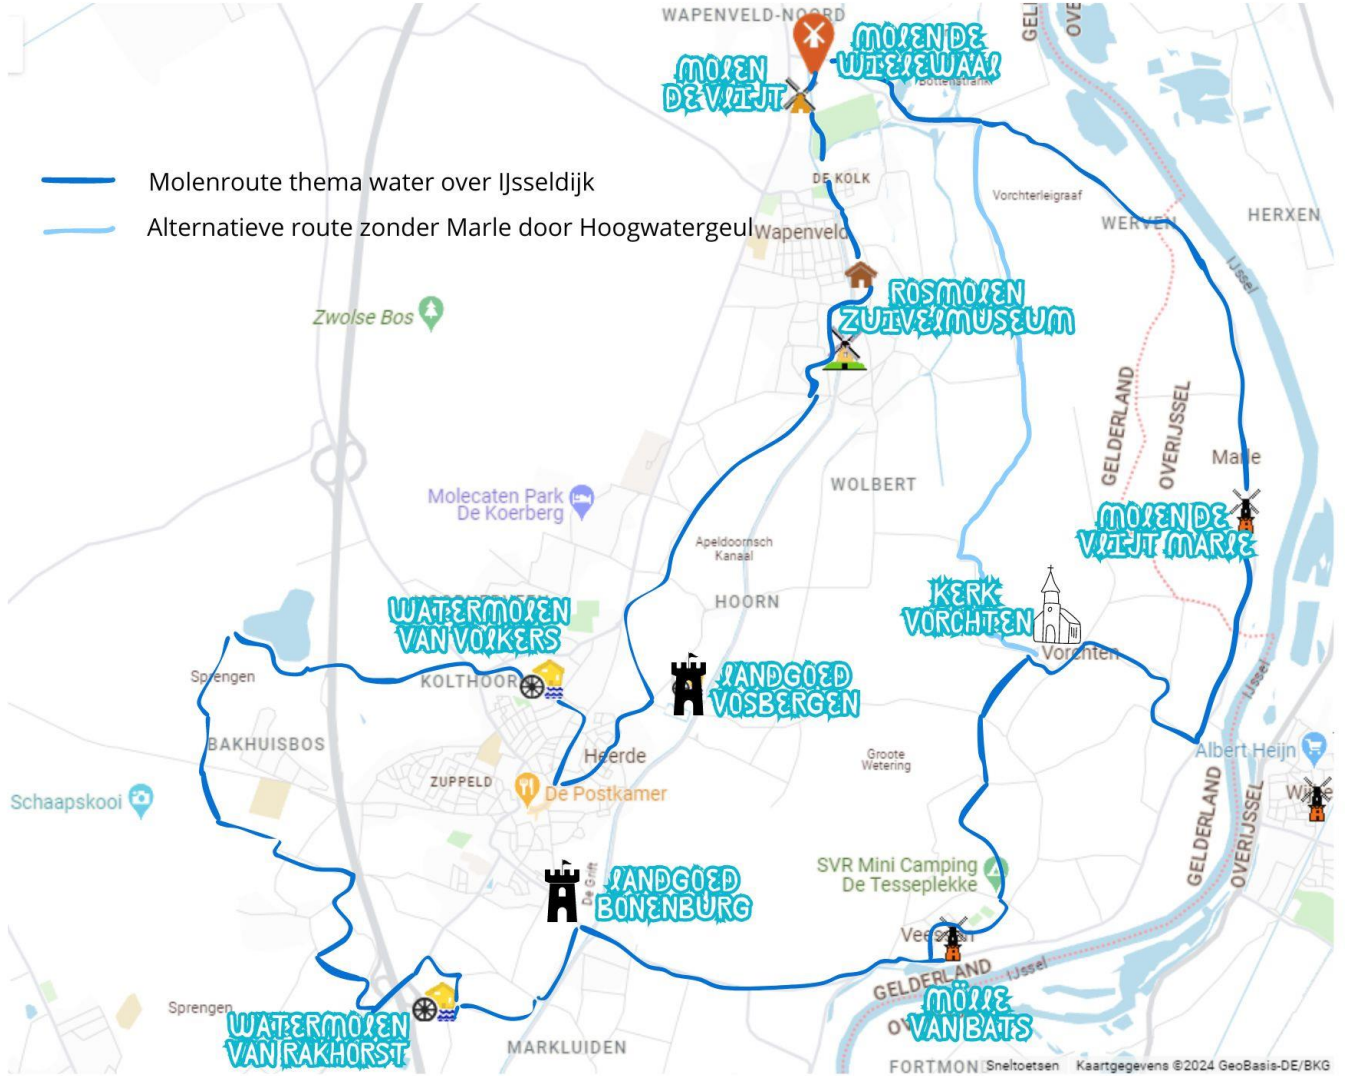 WAPENVELD-NOORD
MOLEN DE
WIELEWAAL
MOLEN
DE VLIJT
Molenroute thema water over IJsseldijk
Alternatieve route zonder Marle door Hoogwatergeul
DE KOLK
Wapenveld
Vorchterleigraaf
WERVEN
HERXEN
IJssel
Zwolse Bos
ROSMOLEN
ZUIVELMUSEUM
GELDERLAND
OVERIJSSEL
Marle
WOLBERT
Molecaten Park
De Koerberg
MOLEN DE
VLIJT MARLE
Apeldoornsch
Kanaal
HOORN
KERK
VORCHTEN
Vorchten
WATERMOLEN
VAN VOLKERS
KOLTHOOR
Sprengen
LANDGOED
VOSBERGEN
IJssel
BAKHUISBOS
Heerde
Groote
Wetering
Albert Heijn
ZUPPELD
De Postkamer
Schaapskooi
GELDERLAND
OVERIJSSEL
SVR Mini Camping
De Tesseplekke
LANDGOED
BONENBURG
De Grift
GELDERLAND
IJssel
MÖLLE
VAN BATS
Sprengen
WATERMOLEN
VAN RAKHORST
MARKLUIDEN
FORTMOND
Sneltoetsen
Kaartgegevens ©2024 GeoBasis-DE/BKG